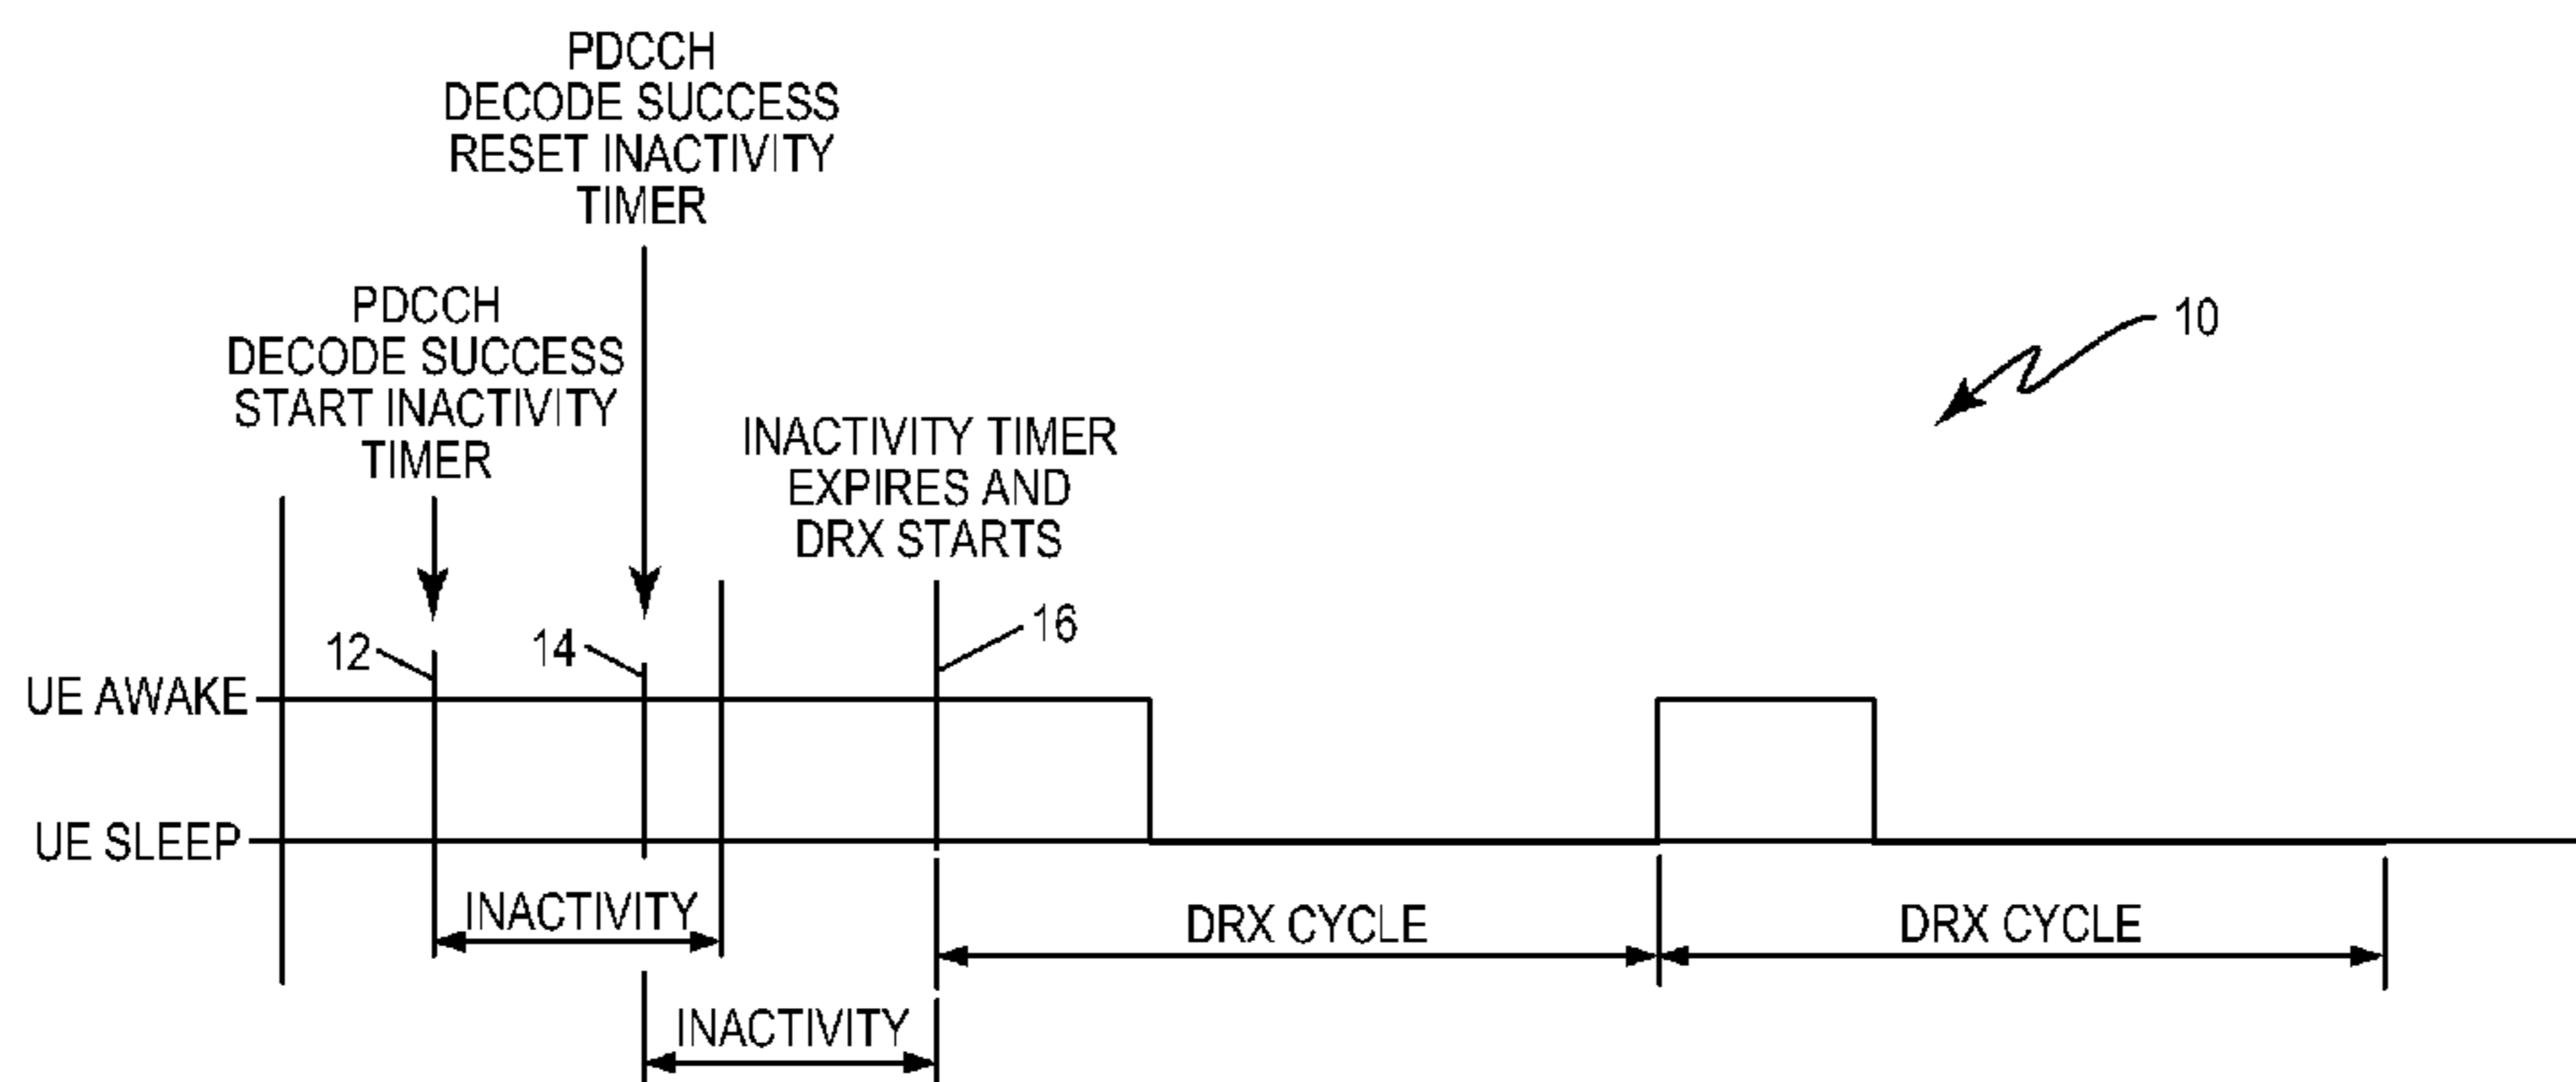 PDCCH
DECODE SUCCESS
RESET INACTIVITY
TIMER
PDCCH
DECODE SUCCESS
START INACTIVITY
TIMER
INACTIVITY TIMER
EXPIRES AND
DRX STARTS
10
12
14
16
UE AWAKE
UE SLEEP
INACTIVITY
DRX CYCLE
DRX CYCLE
INACTIVITY